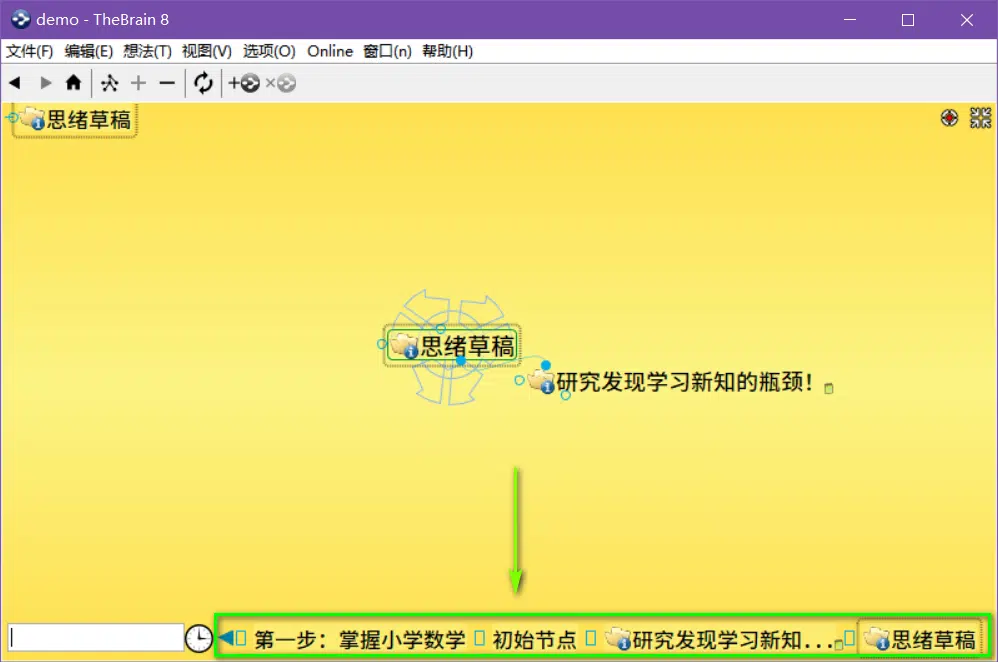 demo - TheBrain 8
文件(F) 编辑(E) 想法(T) 视图(V) 选项(O) Online 窗口(n) 帮助(H)
思绪草稿
思绪草稿
研究发现学习新知的瓶颈！
第一步：掌握小学数学 初始节点 研究发现学习新知... 思绪草稿